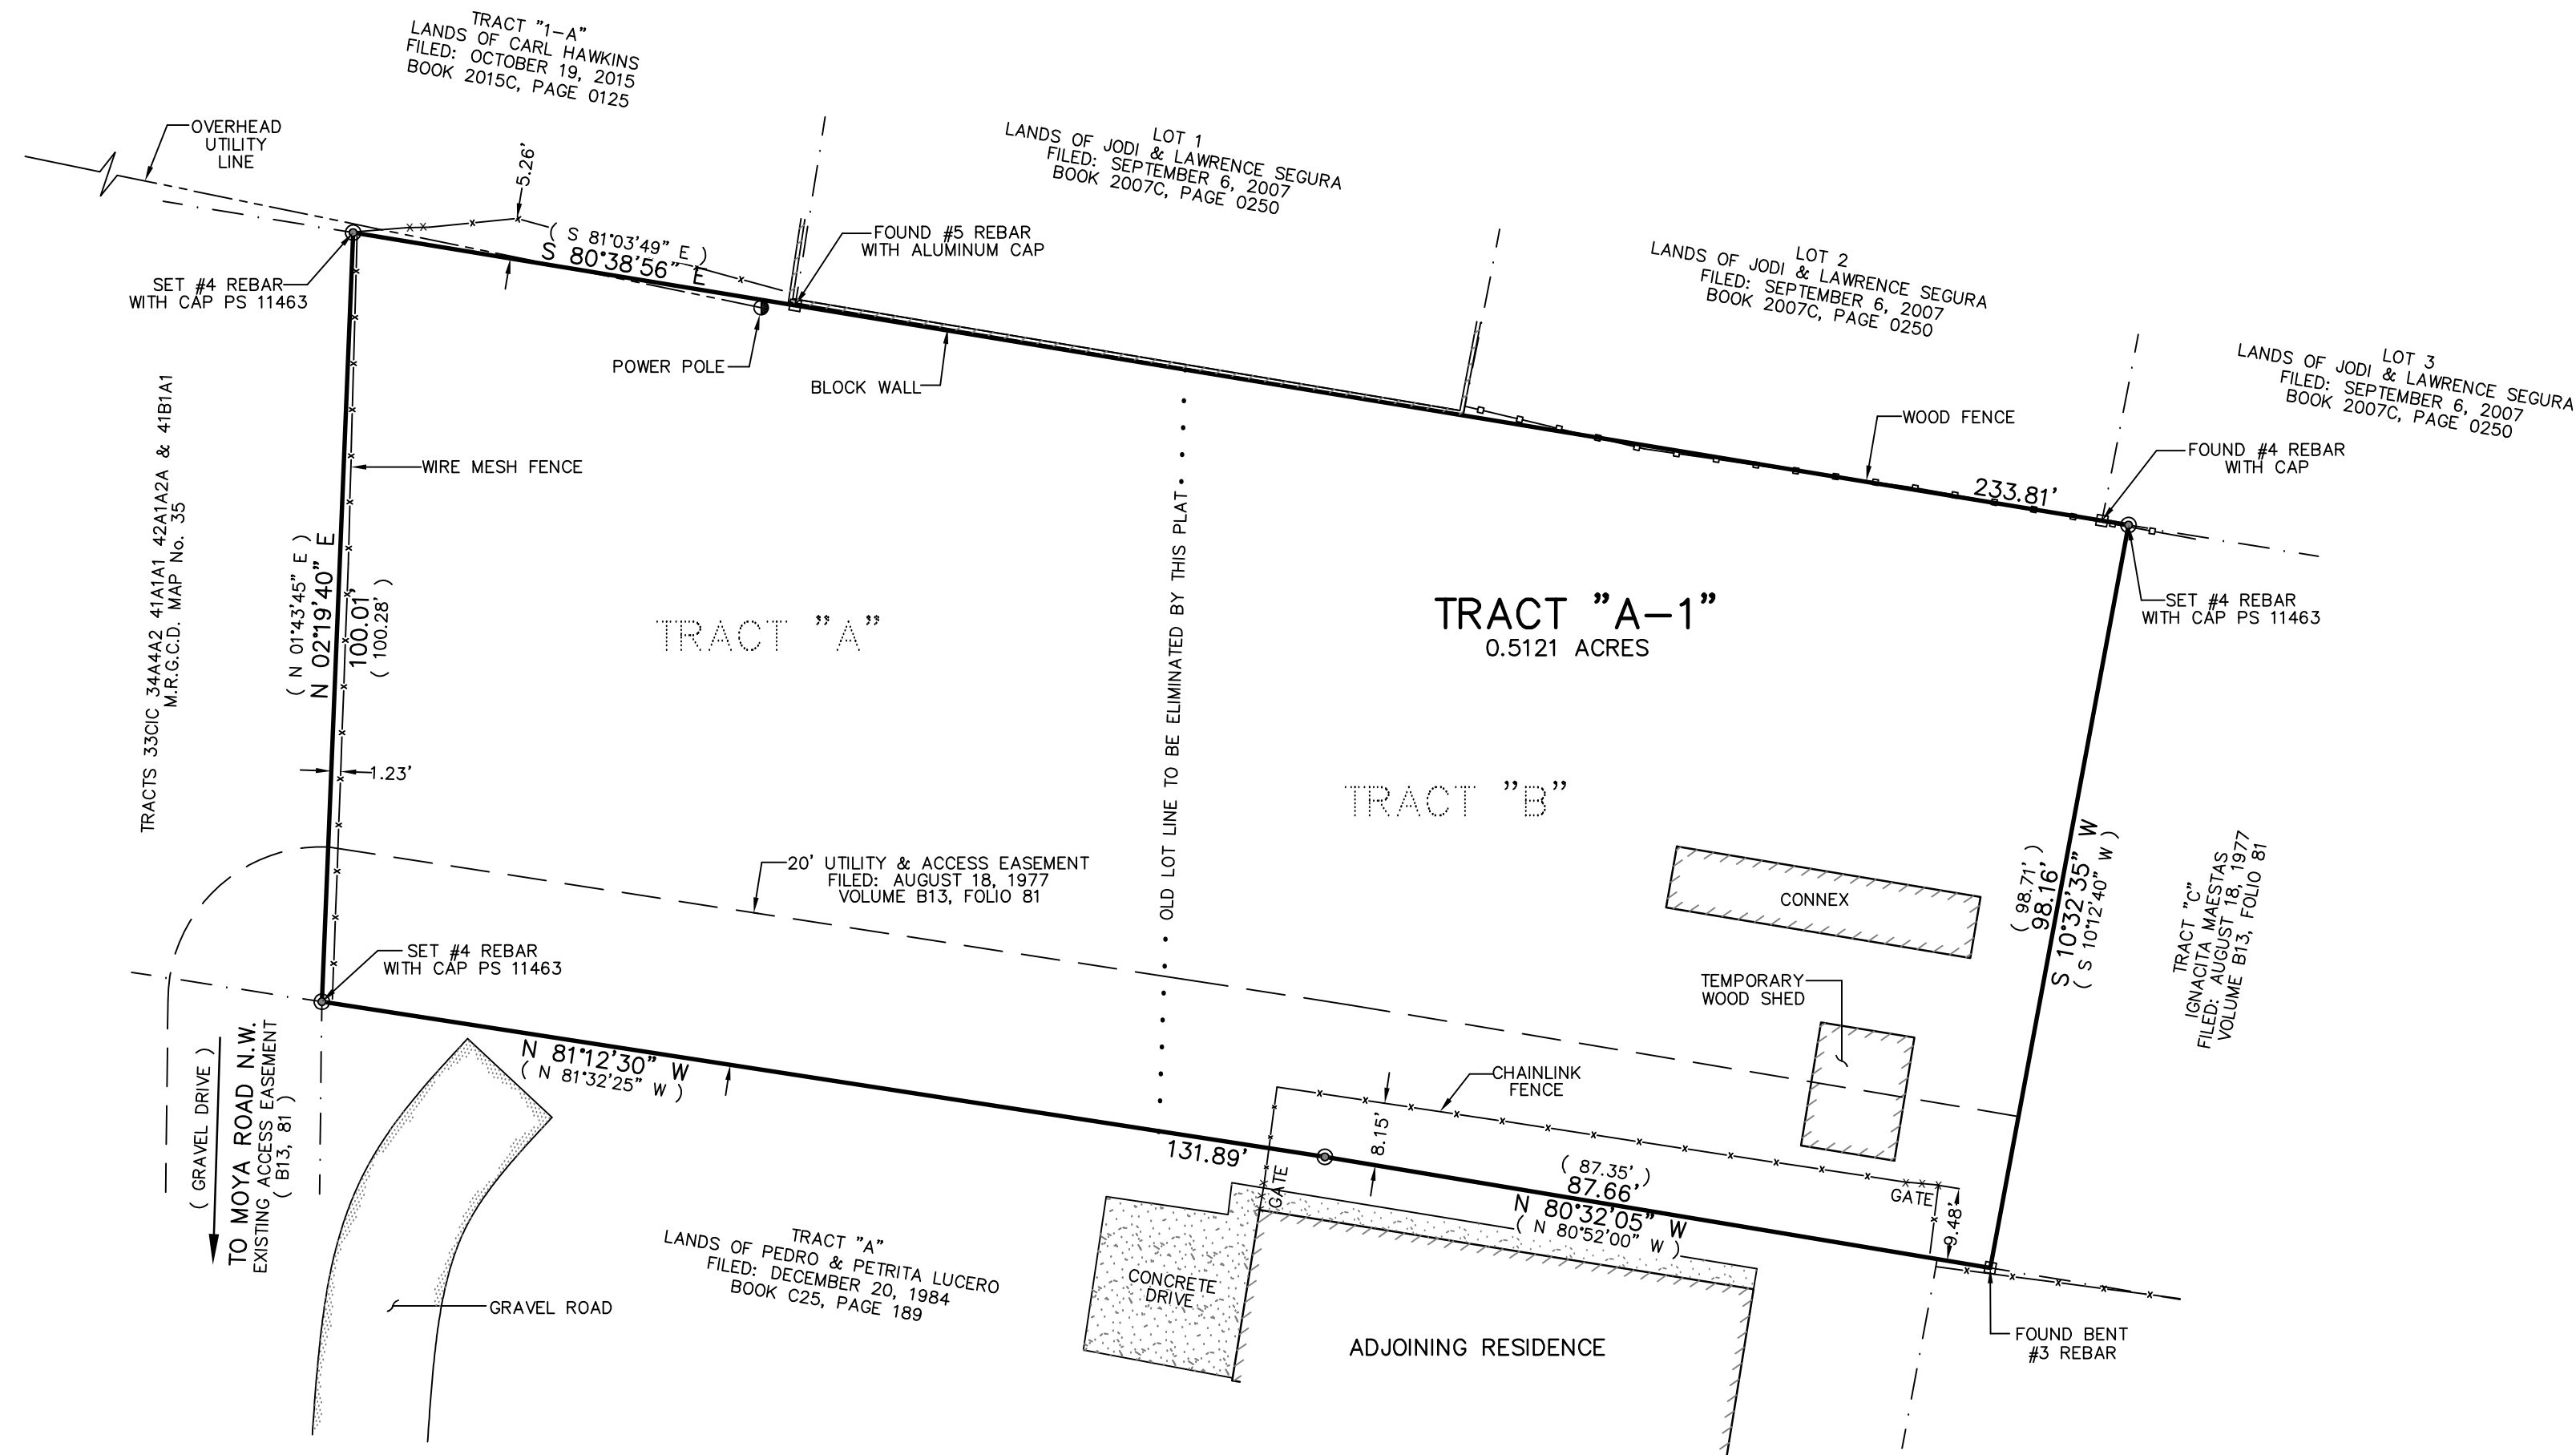 TRACT "1-A"
LANDS OF CARL HAWKINS
FILED: OCTOBER 19, 2015
BOOK 2015C, PAGE 0125
OVERHEAD
UTILITY
LINE
5.26'
LOT 1
LANDS OF JODI & LAWRENCE SEGURA
FILED: SEPTEMBER 6, 2007
BOOK 2007C, PAGE 0250
LOT 2
LANDS OF JODI & LAWRENCE SEGURA
FILED: SEPTEMBER 6, 2007
BOOK 2007C, PAGE 0250
LOT 3
LANDS OF JODI & LAWRENCE SEGURA
FILED: SEPTEMBER 6, 2007
BOOK 2007C, PAGE 0250
( S 81°03'49" E )
S 80°38'56" E
FOUND #5 REBAR
WITH ALUMINUM CAP
SET #4 REBAR
WITH CAP PS 11463
POWER POLE
BLOCK WALL
WOOD FENCE
FOUND #4 REBAR
WITH CAP
233.81'
WIRE MESH FENCE
SET #4 REBAR
WITH CAP PS 11463
TRACTS 33CIC 34A4A2 41A1A1 42A1A2A & 41B1A1
M.R.G.C.D. MAP No. 35
( N 01°43'45" E )
N 02°19'40" E
100.01'
( 100.28' )
TRACT "A"
OLD LOT LINE TO BE ELIMINATED BY THIS PLAT
TRACT "A-1"
0.5121 ACRES
1.23'
TRACT "B"
20' UTILITY & ACCESS EASEMENT
FILED: AUGUST 18, 1977
VOLUME B13, FOLIO 81
CONNEX
( 98.71' )
98.16'
S 10°32'35" W
( S 10°12'40" W )
TRACT "C"
IGNACITA MAESTAS
FILED: AUGUST 18, 1977
VOLUME B13, FOLIO 81
SET #4 REBAR
WITH CAP PS 11463
TEMPORARY
WOOD SHED
( GRAVEL DRIVE )
TO MOYA ROAD N.W.
EXISTING ACCESS EASEMENT
( B13, 81 )
N 81°12'30" W
( N 81°32'25" W )
CHAINLINK
FENCE
8.15'
131.89'
GATE
( 87.35' )
87.66'
N 80°32'05" W
( N 80°52'00" W )
GATE
9.48'
TRACT "A"
LANDS OF PEDRO & PETRITA LUCERO
FILED: DECEMBER 20, 1984
BOOK C25, PAGE 189
GRAVEL ROAD
CONCRETE
DRIVE
ADJOINING RESIDENCE
FOUND BENT
#3 REBAR